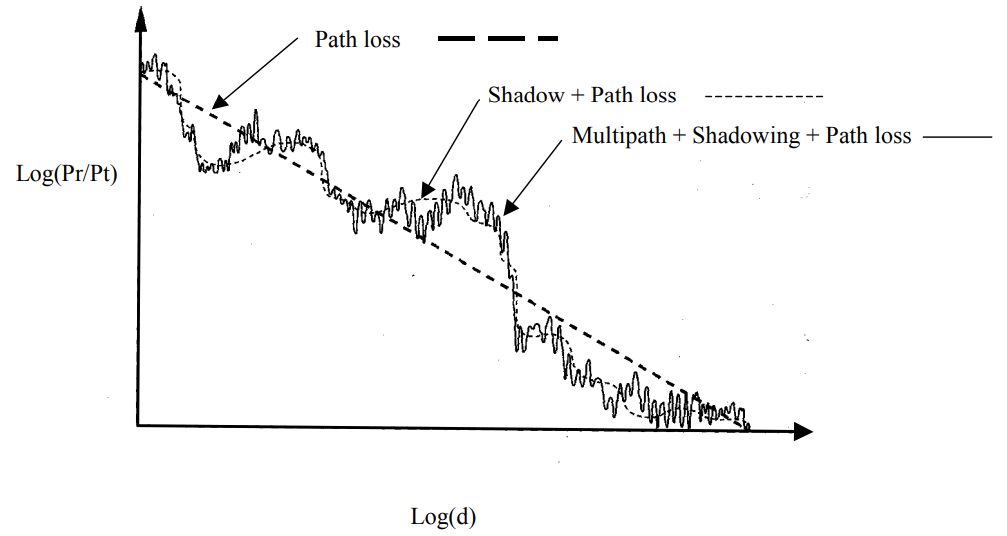 Path loss
Shadow + Path loss
Multipath + Shadowing + Path loss
Log(Pr/Pt)
Log(d)